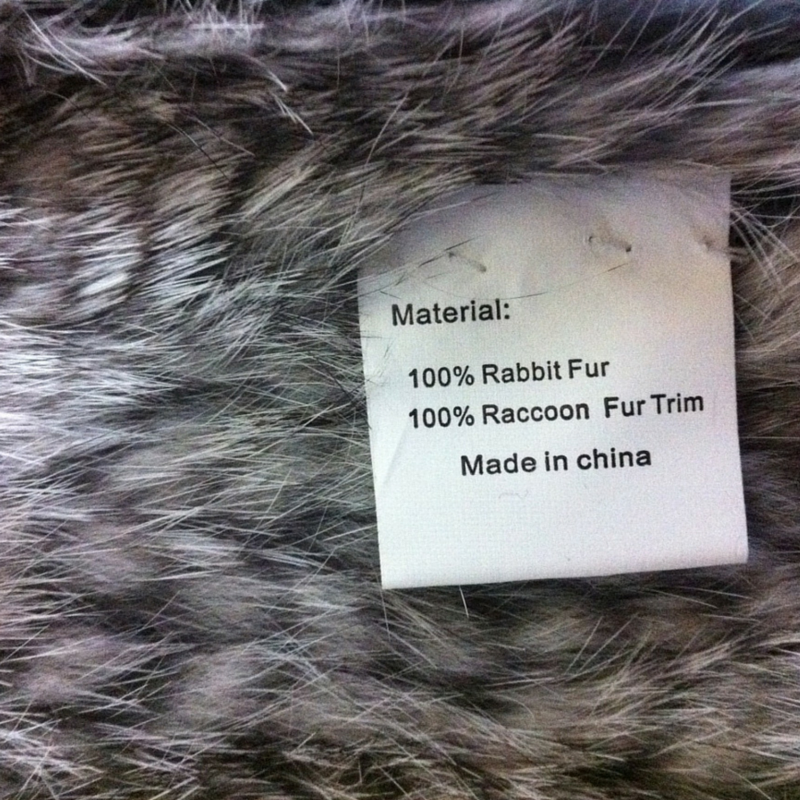 Material:
100% Rabbit Fur
100% Raccoon Fur Trim
Made in china